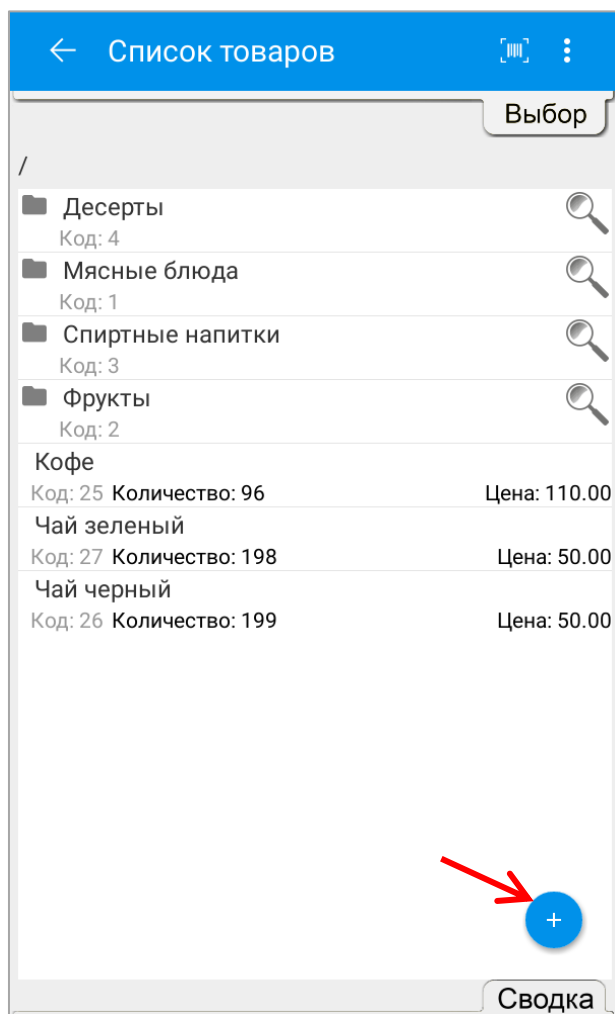 Список товаров
Выбор
/
Десерты
Код: 4
Мясные блюда
Код: 1
Спиртные напитки
Код: 3
Фрукты
Код: 2
Кофе
Код: 25 Количество: 96 Цена: 110.00
Чай зеленый
Код: 27 Количество: 198 Цена: 50.00
Чай черный
Код: 26 Количество: 199 Цена: 50.00
+
Сводка